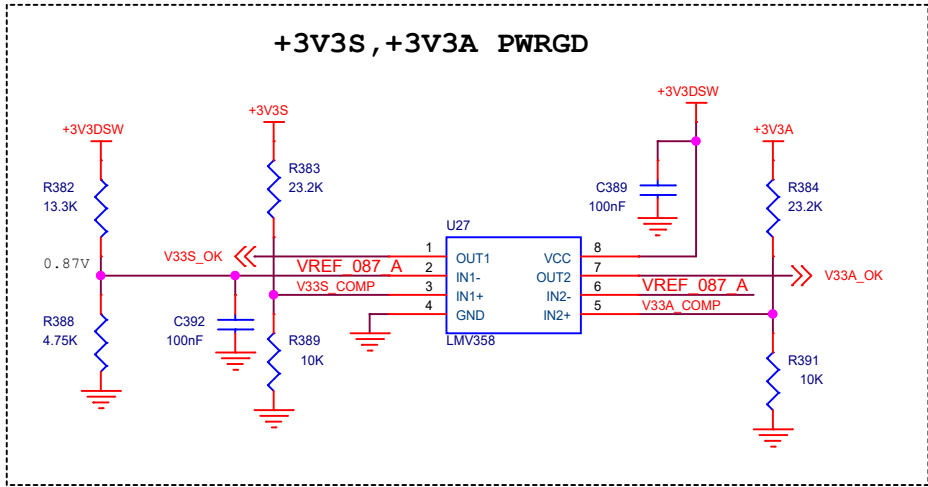 +3V3S,+3V3A PWRGD
+3V3DSW
+3V3S
+3V3DSW
+3V3A
R382
13.3K
R383
23.2K
C389
100nF
R384
23.2K
U27
0.87V
V33S_OK
1 OUT1
VCC 8
VREF_087_A
2 IN1-
OUT2 7
V33A_OK
V33S_COMP
3 IN1+
IN2- 6
VREF_087_A
4 GND
IN2+ 5
V33A_COMP
LMV358
R388
4.75K
C392
100nF
R389
10K
R391
10K